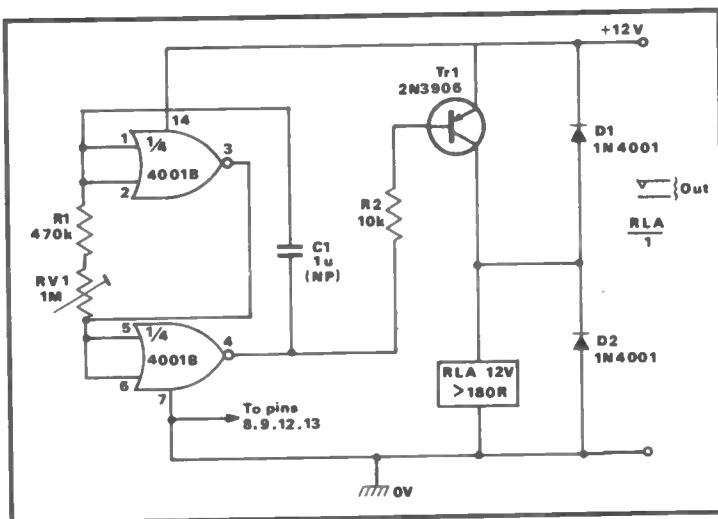 +12V
Tr1
2N3906
14
1
1/4
3
4001B
2
D1
1N4001
Out
RLA
1
R1
470k
R2
10k
C1
1u
(NP)
RV1
1M
5
1/4
4
4001B
6
7
D2
1N4001
RLA 12V
>180R
To pins
8.9.12.13
0V